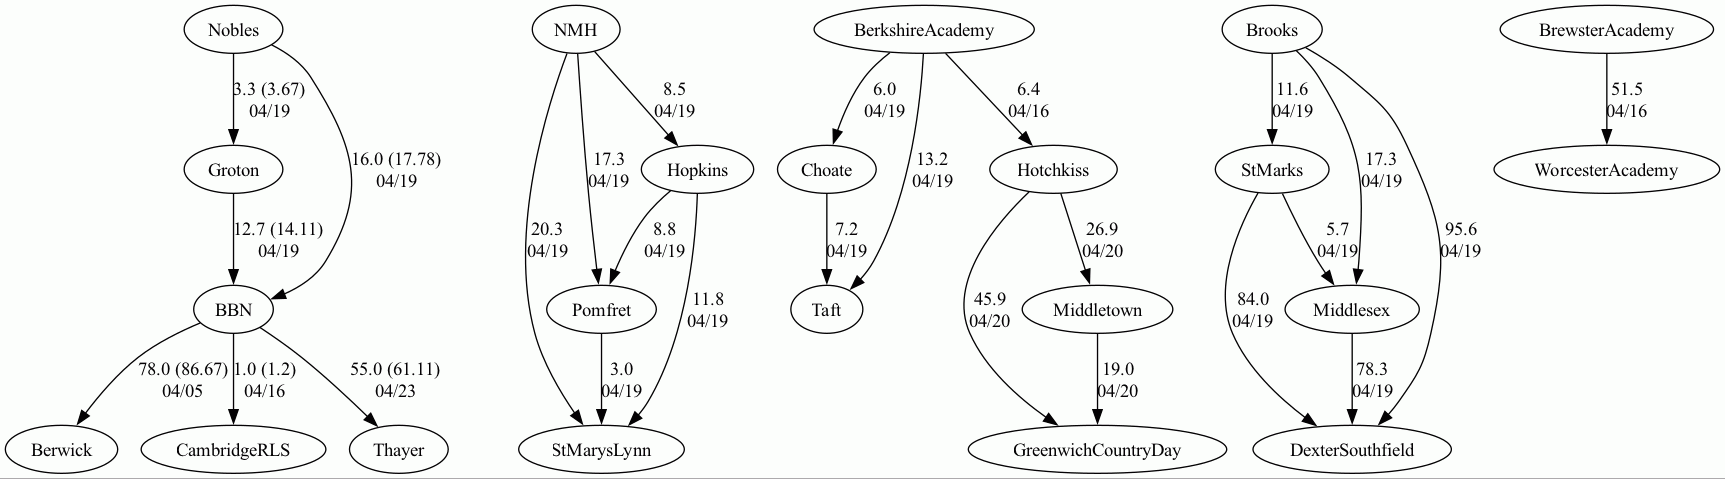 Nobles
NMH
BerkshireAcademy
Brooks
BrewsterAcademy
3.3 (3.67)
04/19
8.5
04/19
6.0
04/19
6.4
04/16
11.6
04/19
51.5
04/16
16.0 (17.78)
04/19
17.3
04/19
13.2
04/19
17.3
04/19
Groton
Hopkins
Choate
Hotchkiss
StMarks
WorcesterAcademy
12.7 (14.11)
04/19
20.3
04/19
8.8
04/19
7.2
04/19
26.9
04/20
5.7
04/19
95.6
04/19
BBN
Pomfret
11.8
04/19
Taft
45.9
04/20
Middletown
84.0
04/19
Middlesex
78.0 (86.67)
04/05
1.0 (1.2)
04/16
55.0 (61.11)
04/23
3.0
04/19
19.0
04/20
78.3
04/19
Berwick
CambridgeRLS
Thayer
StMarysLynn
GreenwichCountryDay
DexterSouthfield